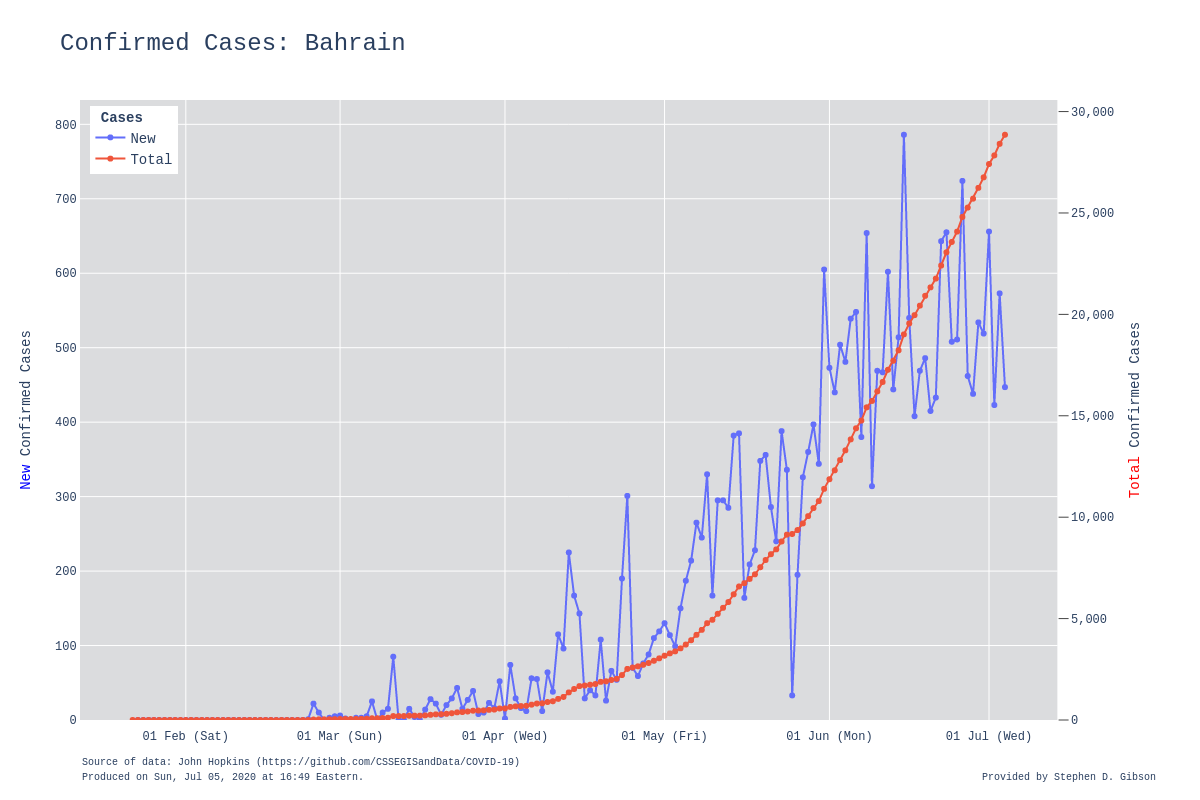 Confirmed Cases: Bahrain
Cases
New
Total
800
700
600
500
400
300
200
100
0
30,000
25,000
20,000
15,000
10,000
5,000
0
New Confirmed Cases
Total Confirmed Cases
01 Feb (Sat)
01 Mar (Sun)
01 Apr (Wed)
01 May (Fri)
01 Jun (Mon)
01 Jul (Wed)
Source of data: John Hopkins (https://github.com/CSSEGISandData/COVID-19)
Produced on Sun, Jul 05, 2020 at 16:49 Eastern.
Provided by Stephen D. Gibson